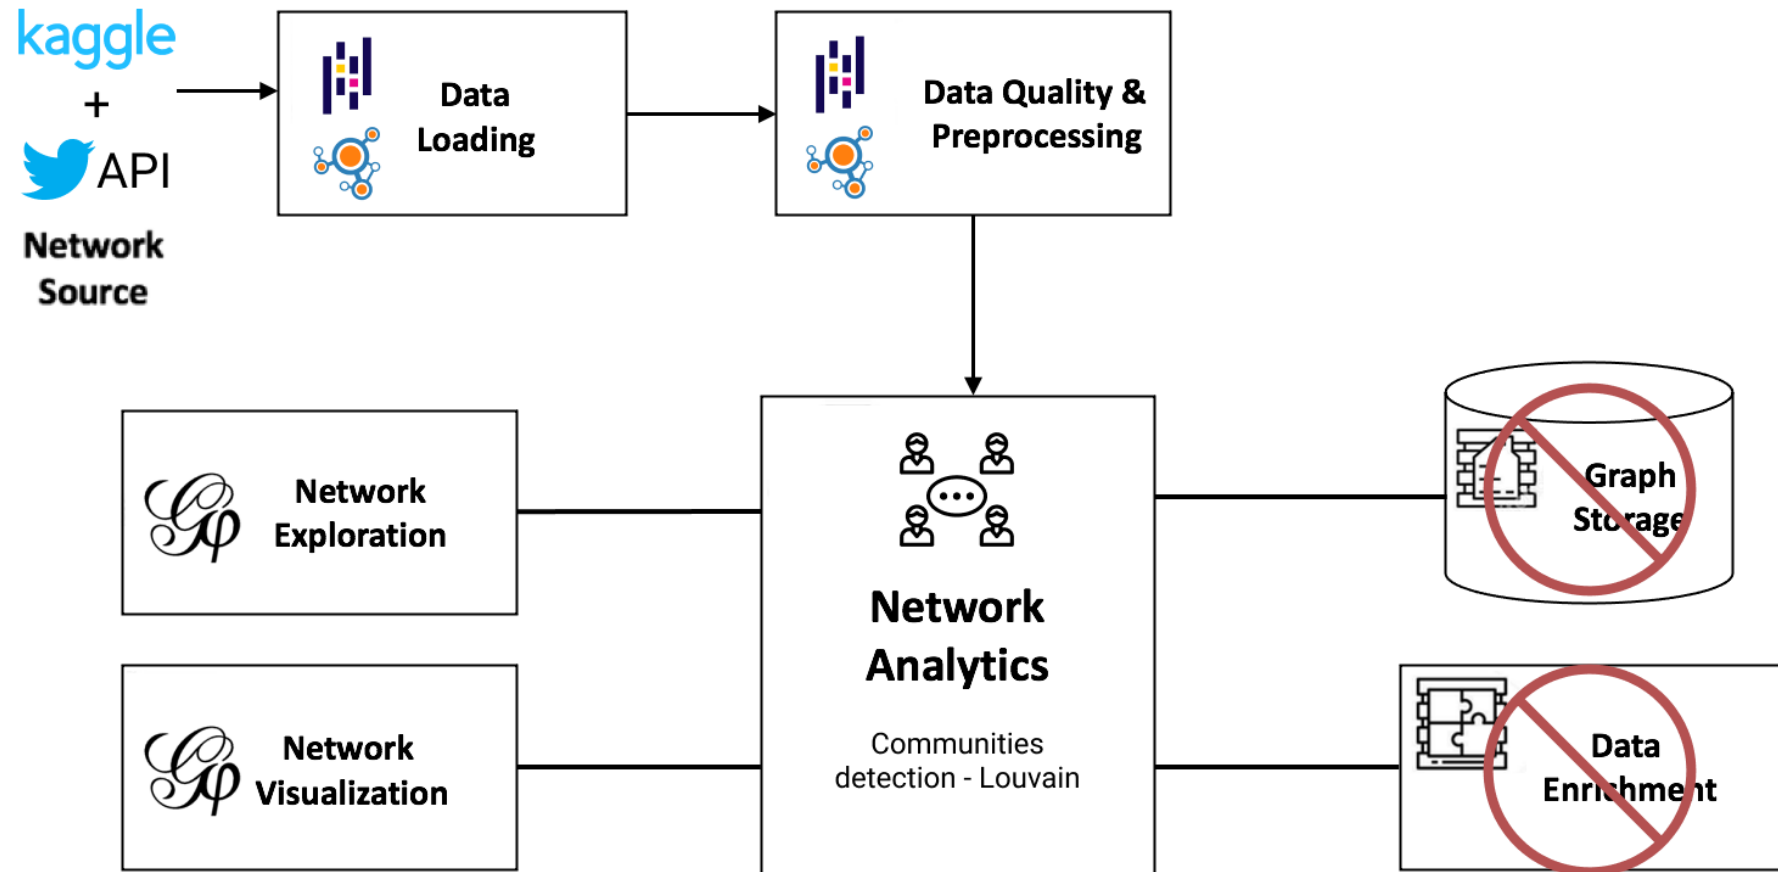 kaggle
+
API
Network
Source
Data
Loading
Data Quality &
Preprocessing
Network
Exploration
Network
Analytics
Communities
detection - Louvain
Graph
Storage
Network
Visualization
Data
Enrichment